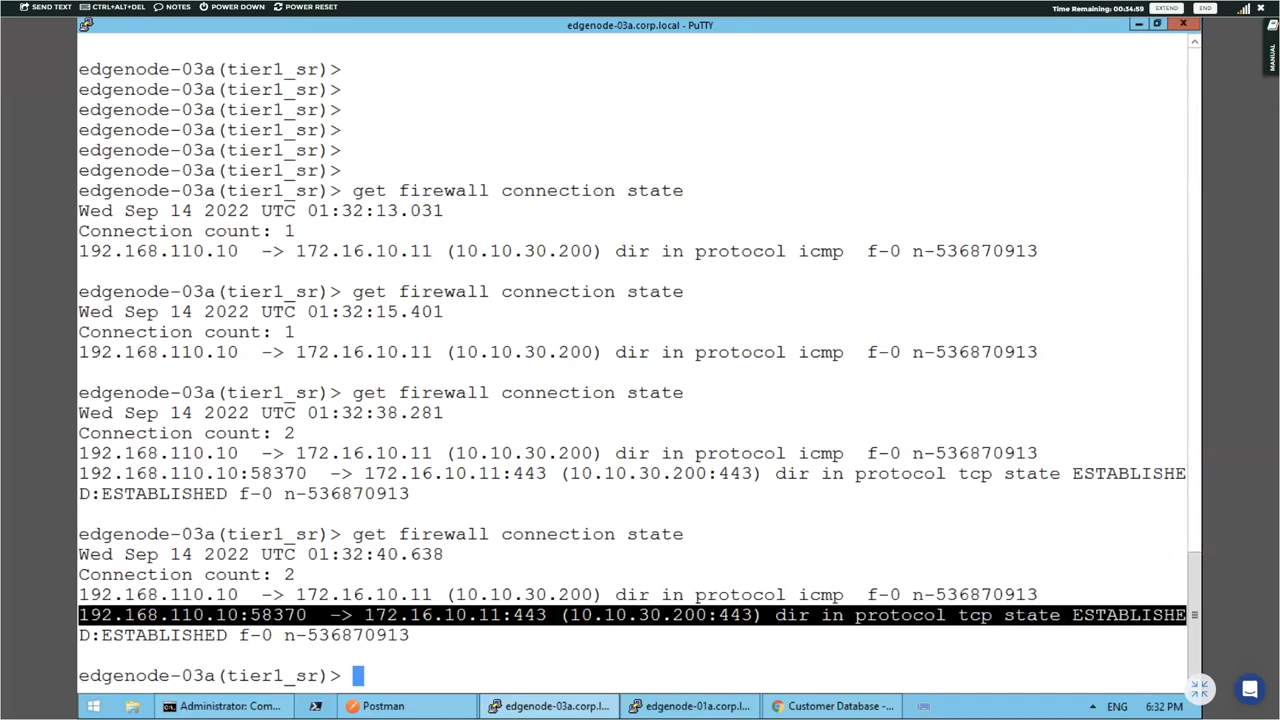 SEND TEXT CTRL+ALT+DEL NOTES POWER DOWN POWER RESET Time Remaining: 00:34:59 EXTEND END
edgenode-03a.corp.local - PuTTY
MANUAL
edgenode-03a(tier1_sr)>
edgenode-03a(tier1_sr)>
edgenode-03a(tier1_sr)>
edgenode-03a(tier1_sr)>
edgenode-03a(tier1_sr)>
edgenode-03a(tier1_sr)>
edgenode-03a(tier1_sr)> get firewall connection state
Wed Sep 14 2022 UTC 01:32:13.031
Connection count: 1
192.168.110.10 -> 172.16.10.11 (10.10.30.200) dir in protocol icmp f-0 n-536870913
edgenode-03a(tier1_sr)> get firewall connection state
Wed Sep 14 2022 UTC 01:32:15.401
Connection count: 1
192.168.110.10 -> 172.16.10.11 (10.10.30.200) dir in protocol icmp f-0 n-536870913
edgenode-03a(tier1_sr)> get firewall connection state
Wed Sep 14 2022 UTC 01:32:38.281
Connection count: 2
192.168.110.10 -> 172.16.10.11 (10.10.30.200) dir in protocol icmp f-0 n-536870913
192.168.110.10:58370 -> 172.16.10.11:443 (10.10.30.200:443) dir in protocol tcp state ESTABLISHE
D:ESTABLISHED f-0 n-536870913
edgenode-03a(tier1_sr)> get firewall connection state
Wed Sep 14 2022 UTC 01:32:40.638
Connection count: 2
192.168.110.10 -> 172.16.10.11 (10.10.30.200) dir in protocol icmp f-0 n-536870913
192.168.110.10:58370 -> 172.16.10.11:443 (10.10.30.200:443) dir in protocol tcp state ESTABLISHE
D:ESTABLISHED f-0 n-536870913
edgenode-03a(tier1_sr)>
Administrator: Com... Postman edgenode-03a.corp.l... edgenode-01a.corp.l... Customer Database -... ENG 6:32 PM